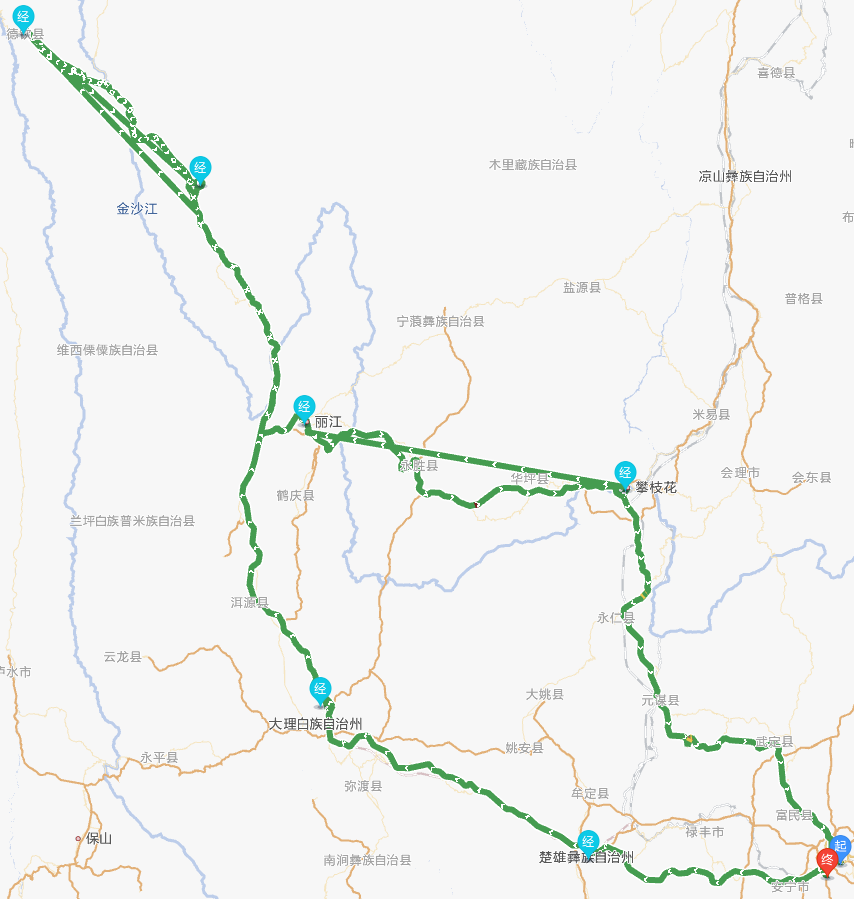 经
德钦县
喜德县
经
木里藏族自治县
凉山彝族自治州
布
金沙江
盐源县
普格县
宁蒗彝族自治县
维西傈僳族自治县
经
丽江
米易县
永胜县
经
会理市
会东县
华坪县
攀枝花
鹤庆县
兰坪白族普米族自治县
洱源县
永仁县
云龙县
泸水市
经
大姚县
元谋县
大理白族自治州
武定县
姚安县
永平县
弥渡县
牟定县
富民县
保山
禄丰市
经
起
楚雄彝族自治州
终
南涧彝族自治县
安宁市